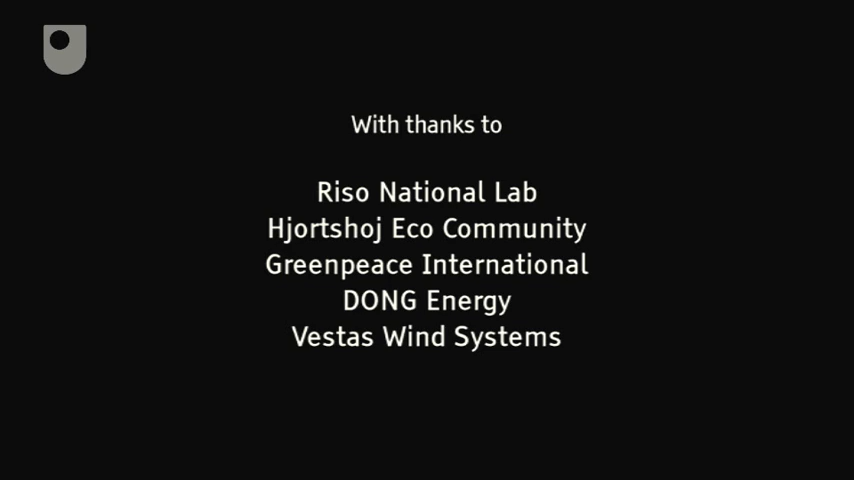 With thanks to
Riso National Lab
Hjortshoj Eco Community
Greenpeace International
DONG Energy
Vestas Wind Systems